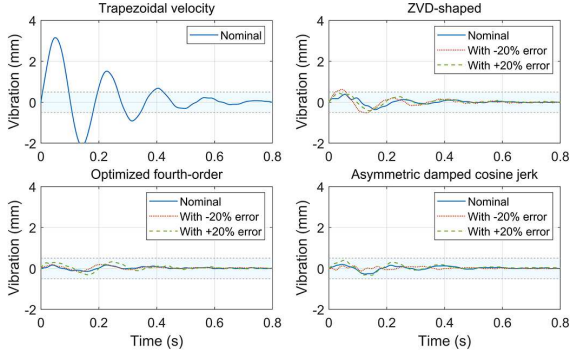 Trapezoidal velocity
Vibration (mm)
4
2
0
-2
0 0.2 0.4 0.6 0.8
Nominal
ZVD-shaped
Vibration (mm)
4
2
0
-2
0 0.2 0.4 0.6 0.8
Nominal
With -20% error
With +20% error
Optimized fourth-order
Vibration (mm)
4
2
0
-2
0 0.2 0.4 0.6 0.8
Time (s)
Nominal
With -20% error
With +20% error
Asymmetric damped cosine jerk
Vibration (mm)
4
2
0
-2
0 0.2 0.4 0.6 0.8
Time (s)
Nominal
With -20% error
With +20% error